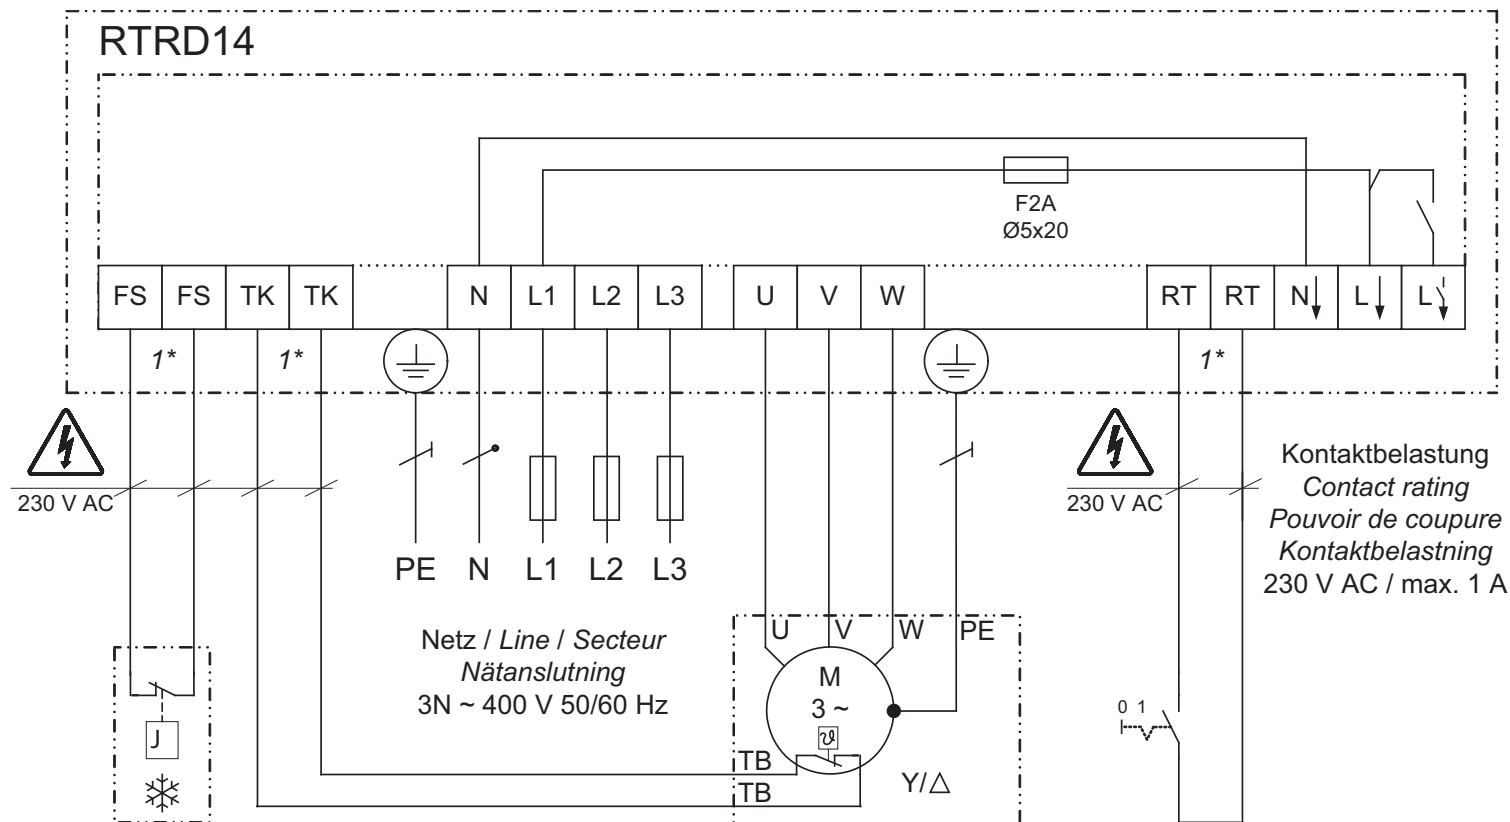 RTRD14
F2A
Ø5x20
FS FS TK TK N L1 L2 L3 U V W RT RT N L L
1* 1* 1*
230 V AC
230 V AC
Kontaktbelastung
Contact rating
Pouvoir de coupure
Kontaktbelastning
230 V AC / max. 1 A
PE N L1 L2 L3
Netz / Line / Secteur
Nätanslutning
3N ~ 400 V 50/60 Hz
U V W PE
M
3 ~
ϑ
TB
TB
Y/△
J
0 1